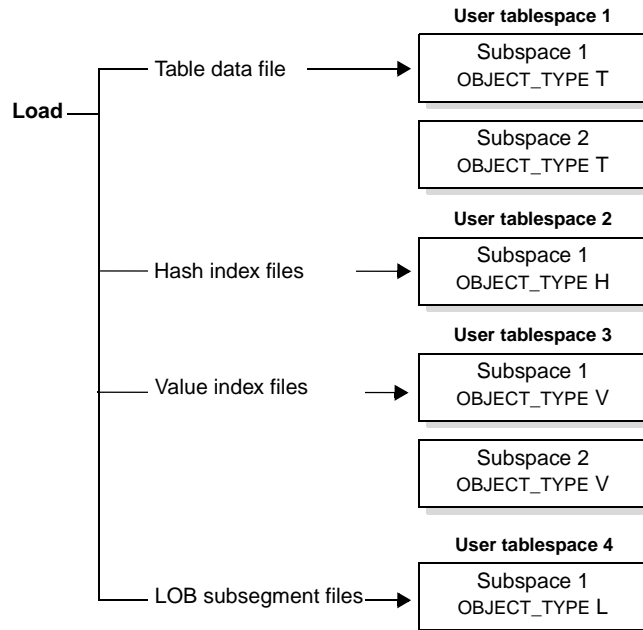 User tablespace 1
Subspace 1
Table data file
OBJECT_TYPE T
Load
Subspace 2
OBJECT_TYPE T
User tablespace 2
Subspace 1
Hash index files
OBJECT_TYPE H
User tablespace 3
Subspace 1
Value index files
OBJECT_TYPE V
Subspace 2
OBJECT_TYPE V
User tablespace 4
Subspace 1
LOB subsegment files
OBJECT_TYPE L